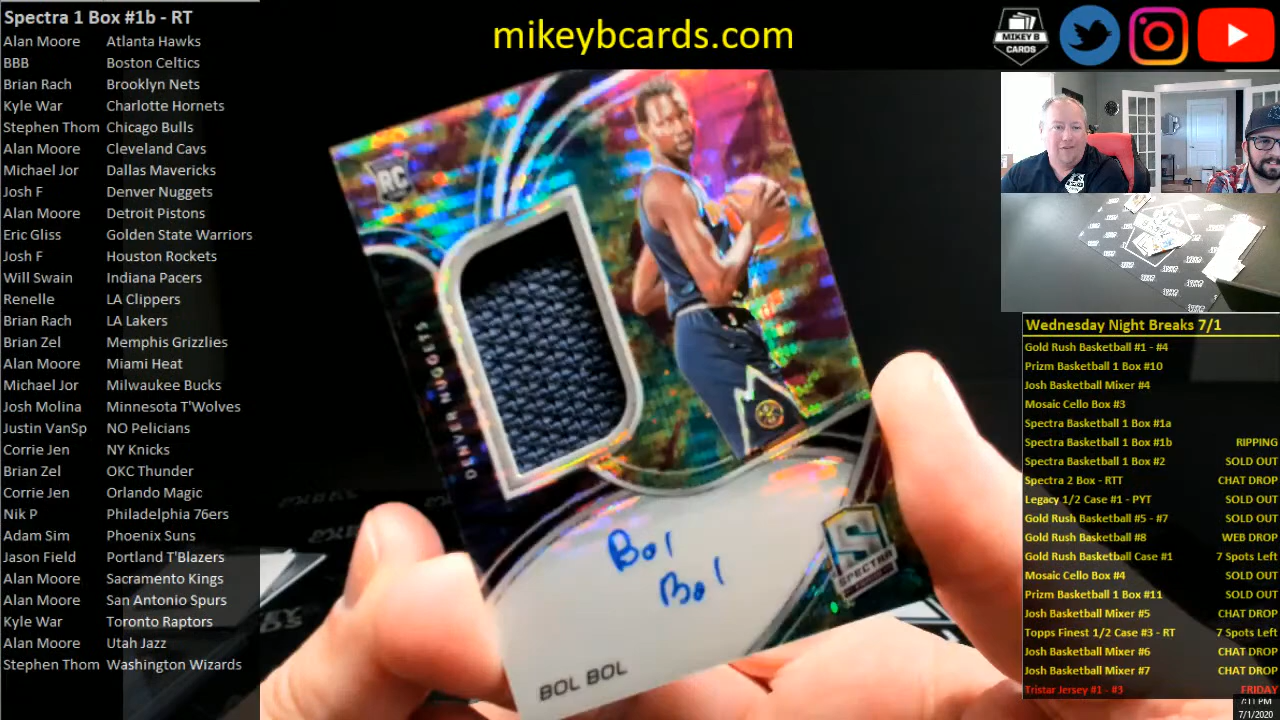 Spectra 1 Box #1b - RT
Alan Moore Atlanta Hawks
BBB Boston Celtics
Brian Rach Brooklyn Nets
Kyle War Charlotte Hornets
Stephen Thom Chicago Bulls
Alan Moore Cleveland Cavs
Michael Jor Dallas Mavericks
Josh F Denver Nuggets
Alan Moore Detroit Pistons
Eric Gliss Golden State Warriors
Josh F Houston Rockets
Will Swain Indiana Pacers
Renelle LA Clippers
Brian Rach LA Lakers
Brian Zel Memphis Grizzlies
Alan Moore Miami Heat
Michael Jor Milwaukee Bucks
Josh Molina Minnesota T'Wolves
Justin VanSp NO Pelicians
Corrie Jen NY Knicks
Brian Zel OKC Thunder
Corrie Jen Orlando Magic
Nik P Philadelphia 76ers
Adam Sim Phoenix Suns
Jason Field Portland T'Blazers
Alan Moore Sacramento Kings
Alan Moore San Antonio Spurs
Kyle War Toronto Raptors
Alan Moore Utah Jazz
Stephen Thom Washington Wizards
mikeybcards.com
MIKEY B
CARDS
RC
DENVER NUGGETS
Bol
Bol
SPECTRA
BOL BOL
Wednesday Night Breaks 7/1
Gold Rush Basketball #1 - #4
Prizm Basketball 1 Box #10
Josh Basketball Mixer #4
Mosaic Cello Box #3
Spectra Basketball 1 Box #1a
Spectra Basketball 1 Box #1b RIPPING
Spectra Basketball 1 Box #2 SOLD OUT
Spectra 2 Box - RTT CHAT DROP
Legacy 1/2 Case #1 - PYT SOLD OUT
Gold Rush Basketball #5 - #7 SOLD OUT
Gold Rush Basketball #8 WEB DROP
Gold Rush Basketball Case #1 7 Spots Left
Mosaic Cello Box #4 SOLD OUT
Prizm Basketball 1 Box #11 SOLD OUT
Josh Basketball Mixer #5 CHAT DROP
Topps Finest 1/2 Case #3 - RT 7 Spots Left
Josh Basketball Mixer #6 CHAT DROP
Josh Basketball Mixer #7 CHAT DROP
Tristar Jersey #1 - #3 FRIDAY
7:11 PM
7/1/2020